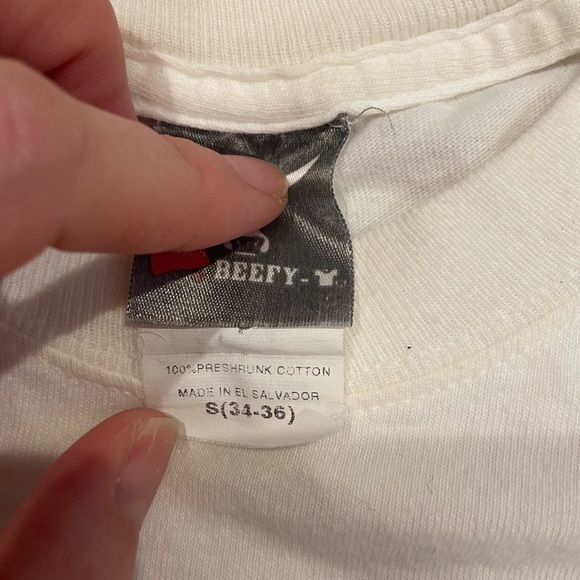 BEEFY-
100% PRESHRUNK COTTON
MADE IN EL SALVADOR
S(34-36)